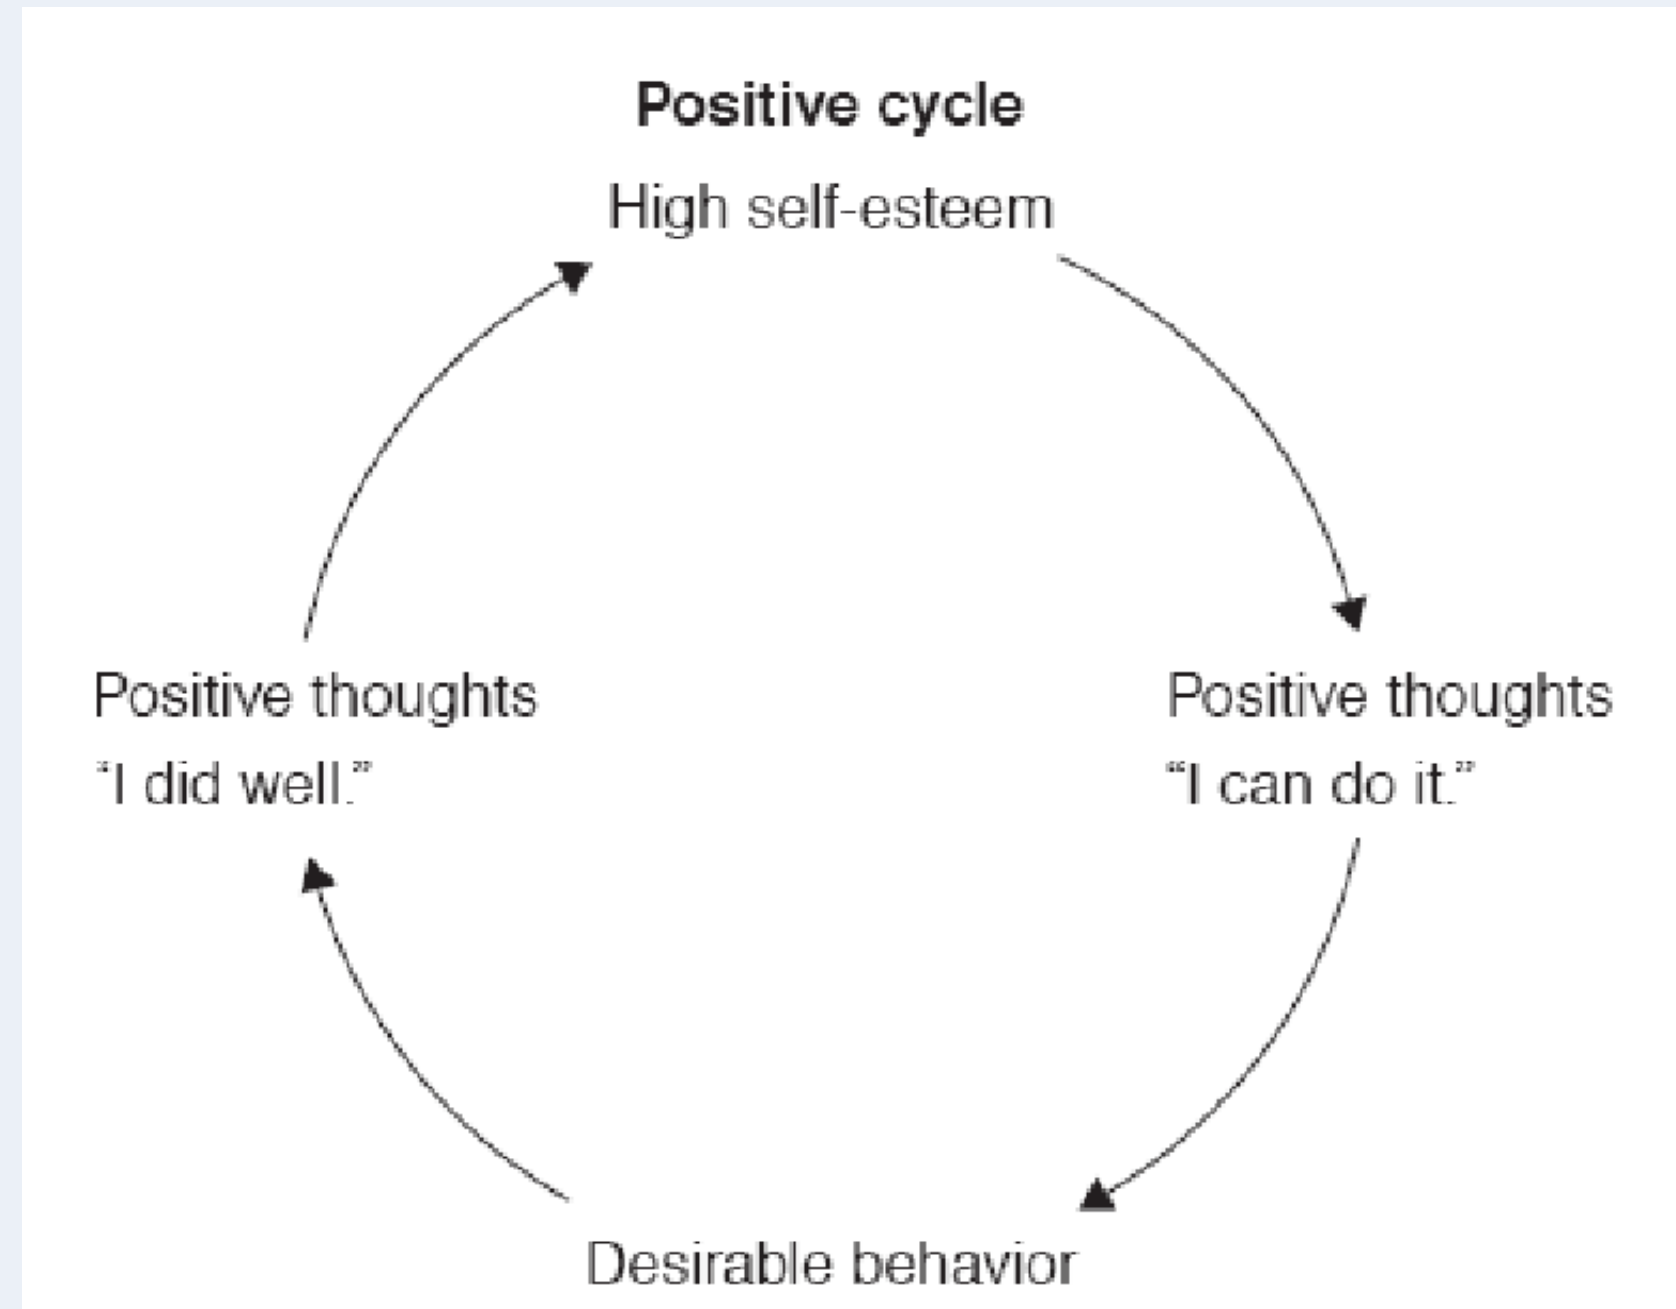 Positive cycle
High self-esteem
Positive thoughts
“I did well.”
Positive thoughts
“I can do it.”
Desirable behavior